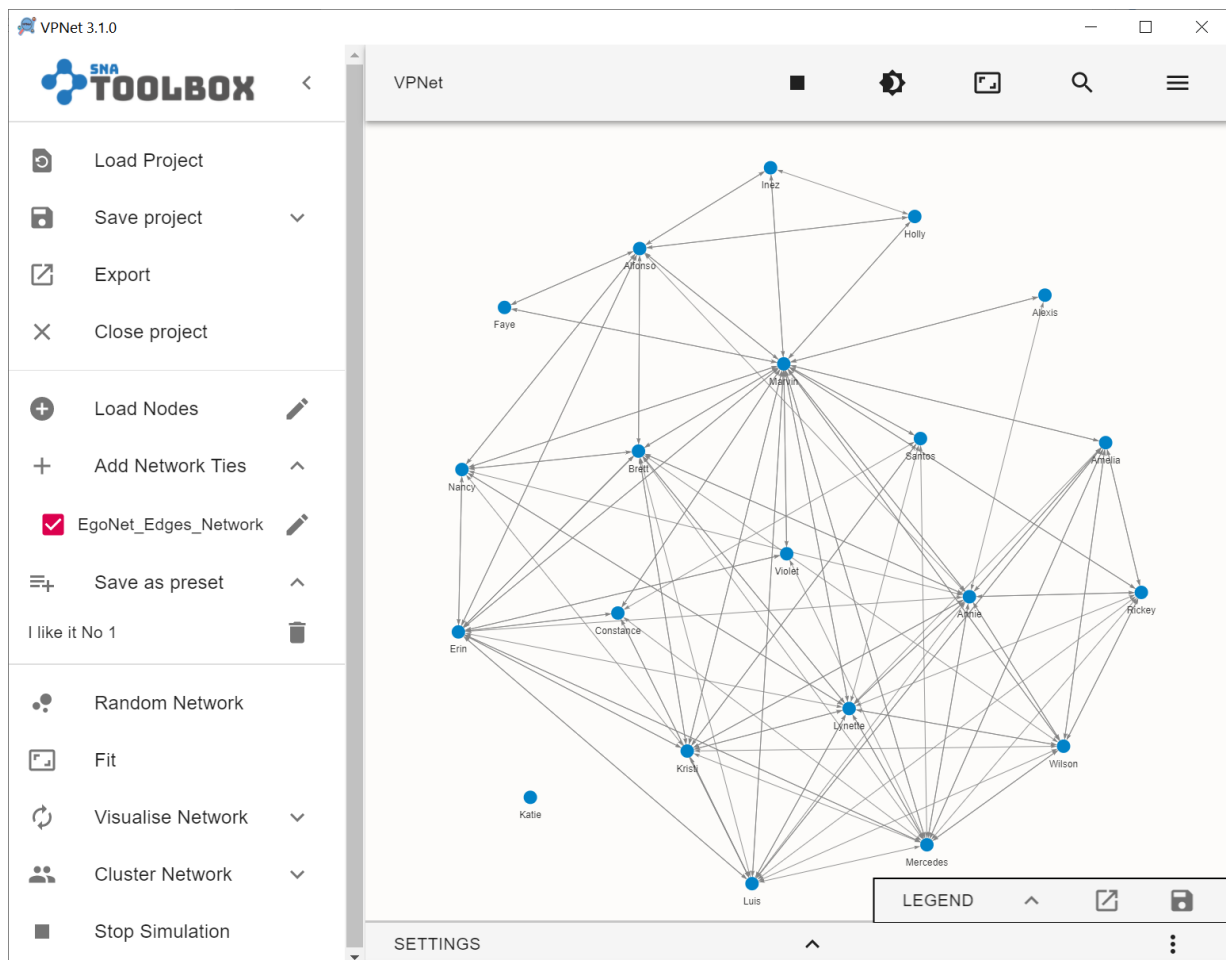 VPNet 3.1.0
SNA
TOOLBOX
VPNet
Load Project
Save project
Export
Close project
Load Nodes
Add Network Ties
EgoNet_Edges_Network
Save as preset
I like it No 1
Random Network
Fit
Visualise Network
Cluster Network
Stop Simulation
Inez
Holly
Alfonso
Alexis
Faye
Marvin
Santos
Amelia
Brett
Nancy
Violet
Annie
Rickey
Constance
Erin
Lynette
Wilson
Kristi
Katie
Mercedes
Luis
LEGEND
SETTINGS